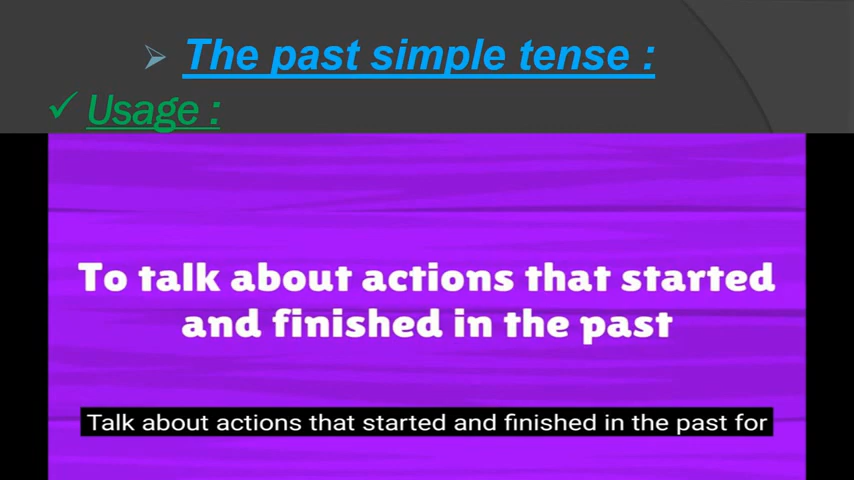 The past simple tense :
Usage :
To talk about actions that started
and finished in the past
Talk about actions that started and finished in the past for